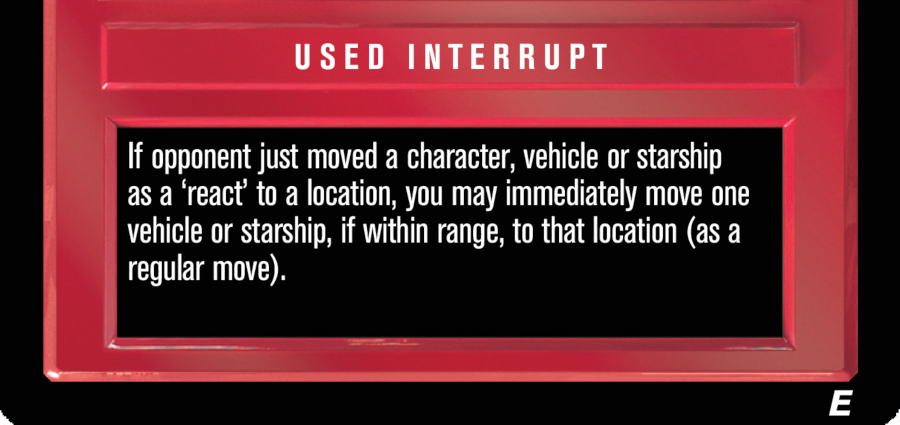 USED INTERRUPT
If opponent just moved a character, vehicle or starship
as a ‘react’ to a location, you may immediately move one
vehicle or starship, if within range, to that location (as a
regular move).
E